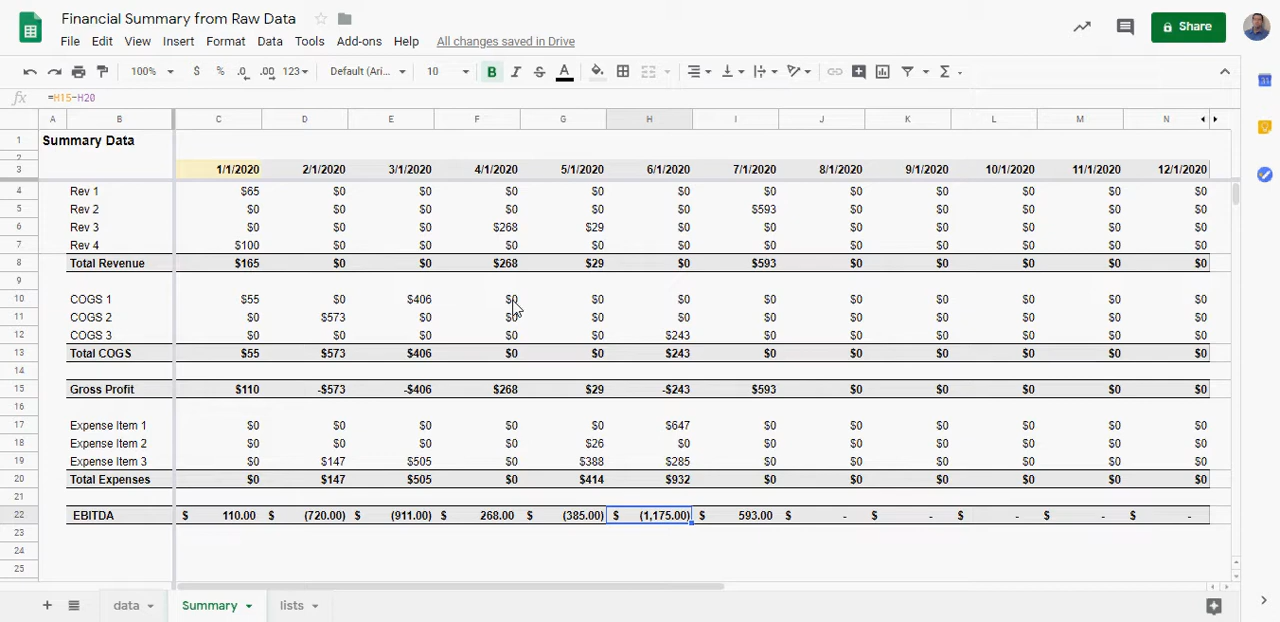 Financial Summary from Raw Data
File Edit View Insert Format Data Tools Add-ons Help All changes saved in Drive
Share
100% $ % .0 .00 123 Default (Ari... 10 B I S A
fx =H15-H20
A B C D E F G H I J K L M N
1 Summary Data
2
3 1/1/2020 2/1/2020 3/1/2020 4/1/2020 5/1/2020 6/1/2020 7/1/2020 8/1/2020 9/1/2020 10/1/2020 11/1/2020 12/1/2020
4 Rev 1 $65 $0 $0 $0 $0 $0 $0 $0 $0 $0 $0 $0
5 Rev 2 $0 $0 $0 $0 $0 $0 $593 $0 $0 $0 $0 $0
6 Rev 3 $0 $0 $0 $268 $29 $0 $0 $0 $0 $0 $0 $0
7 Rev 4 $100 $0 $0 $0 $0 $0 $0 $0 $0 $0 $0 $0
8 Total Revenue $165 $0 $0 $268 $29 $0 $593 $0 $0 $0 $0 $0
9
10 COGS 1 $55 $0 $406 $0 $0 $0 $0 $0 $0 $0 $0 $0
11 COGS 2 $0 $573 $0 $0 $0 $0 $0 $0 $0 $0 $0 $0
12 COGS 3 $0 $0 $0 $0 $0 $243 $0 $0 $0 $0 $0 $0
13 Total COGS $55 $573 $406 $0 $0 $243 $0 $0 $0 $0 $0 $0
14
15 Gross Profit $110 -$573 -$406 $268 $29 -$243 $593 $0 $0 $0 $0 $0
16
17 Expense Item 1 $0 $0 $0 $0 $0 $647 $0 $0 $0 $0 $0 $0
18 Expense Item 2 $0 $0 $0 $0 $26 $0 $0 $0 $0 $0 $0 $0
19 Expense Item 3 $0 $147 $505 $0 $388 $285 $0 $0 $0 $0 $0 $0
20 Total Expenses $0 $147 $505 $0 $414 $932 $0 $0 $0 $0 $0 $0
21
22 EBITDA $ 110.00 $ (720.00) $ (911.00) $ 268.00 $ (385.00) $ (1,175.00) $ 593.00 $ - $ - $ - $ - $ -
23
24
25
data Summary lists